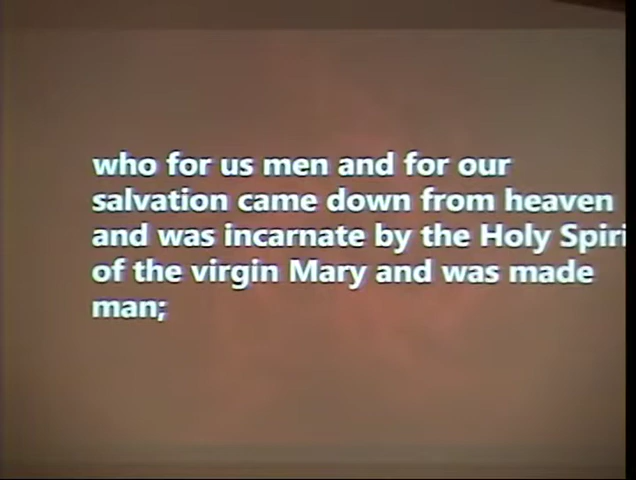 who for us men and for our
salvation came down from heaven
and was incarnate by the Holy Spiri
of the virgin Mary and was made
man;